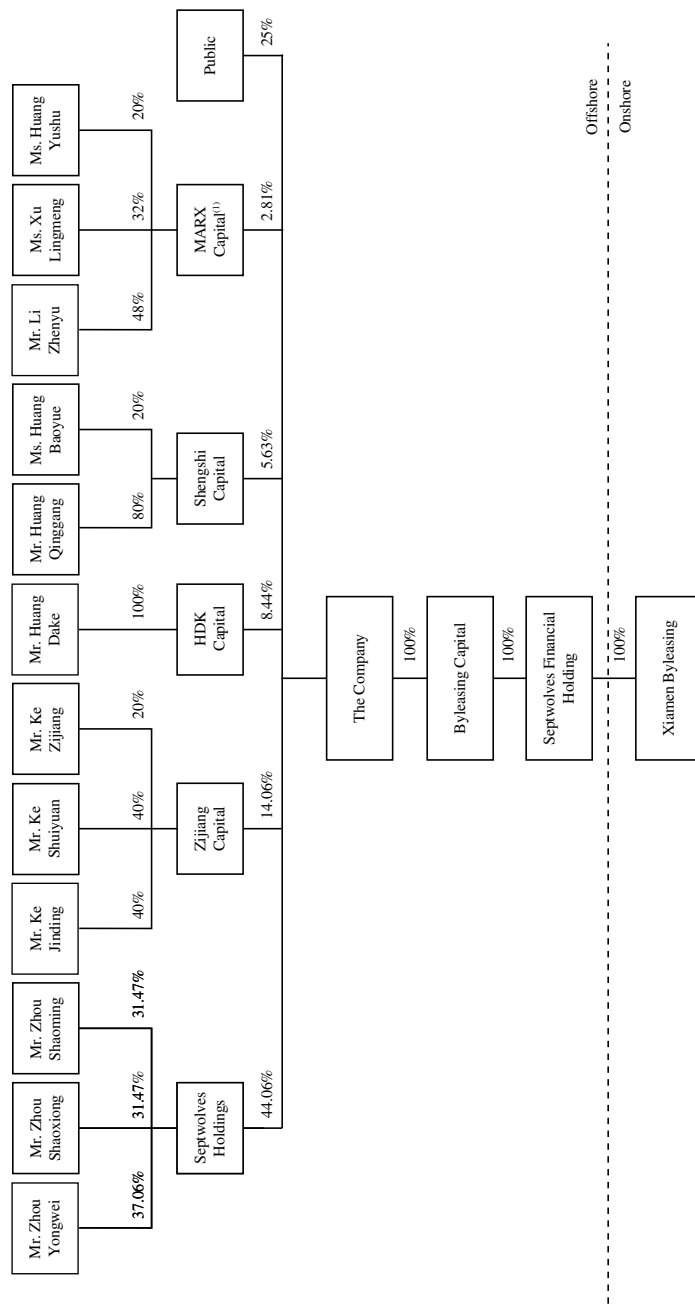 Mr. Zhou
Yongwei
Mr. Zhou
Shaoxiong
Mr. Zhou
Shaoming
Mr. Ke
Jinding
Mr. Ke
Shuiyuan
Mr. Ke
Zijiang
Mr. Huang
Dake
Mr. Huang
Qinggang
Ms. Huang
Baoyue
Mr. Li
Zhenyu
Ms. Xu
Lingmeng
Ms. Huang
Yushu
37.06%
31.47%
31.47%
40%
40%
20%
100%
80%
20%
48%
32%
20%
Septwolves
Holdings
Zijiang
Capital
HDK
Capital
Shengshi
Capital
MARX
Capital(1)
Public
44.06%
14.06%
8.44%
5.63%
2.81%
25%
The Company
100%
Byleasing Capital
100%
Septwolves Financial
Holding
Offshore
100%
Onshore
Xiamen Byleasing